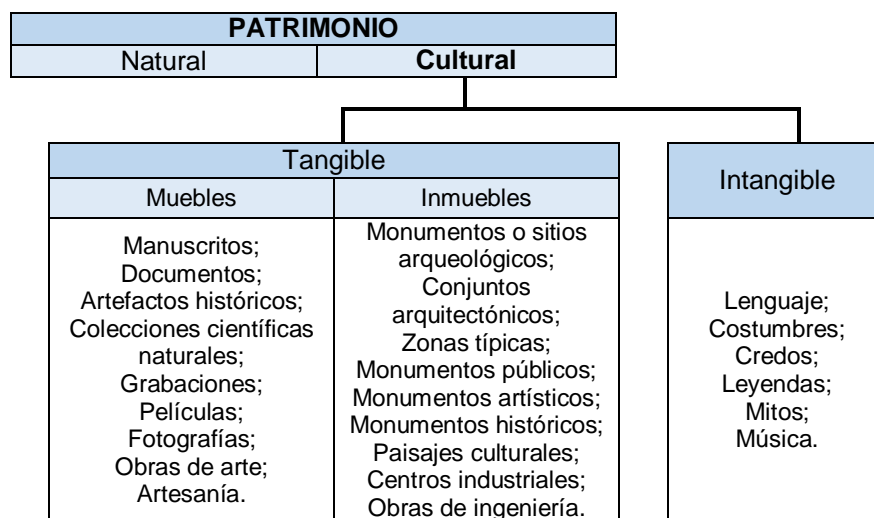 PATRIMONIO
Natural
Cultural
Tangible
Muebles
Inmuebles
Manuscritos;
Documentos;
Artefactos históricos;
Colecciones científicas
naturales;
Grabaciones;
Películas;
Fotografías;
Obras de arte;
Artesanía.
Monumentos o sitios
arqueológicos;
Conjuntos
arquitectónicos;
Zonas típicas;
Monumentos públicos;
Monumentos artísticos;
Monumentos históricos;
Paisajes culturales;
Centros industriales;
Obras de ingeniería.
Intangible
Lenguaje;
Costumbres;
Credos;
Leyendas;
Mitos;
Música.